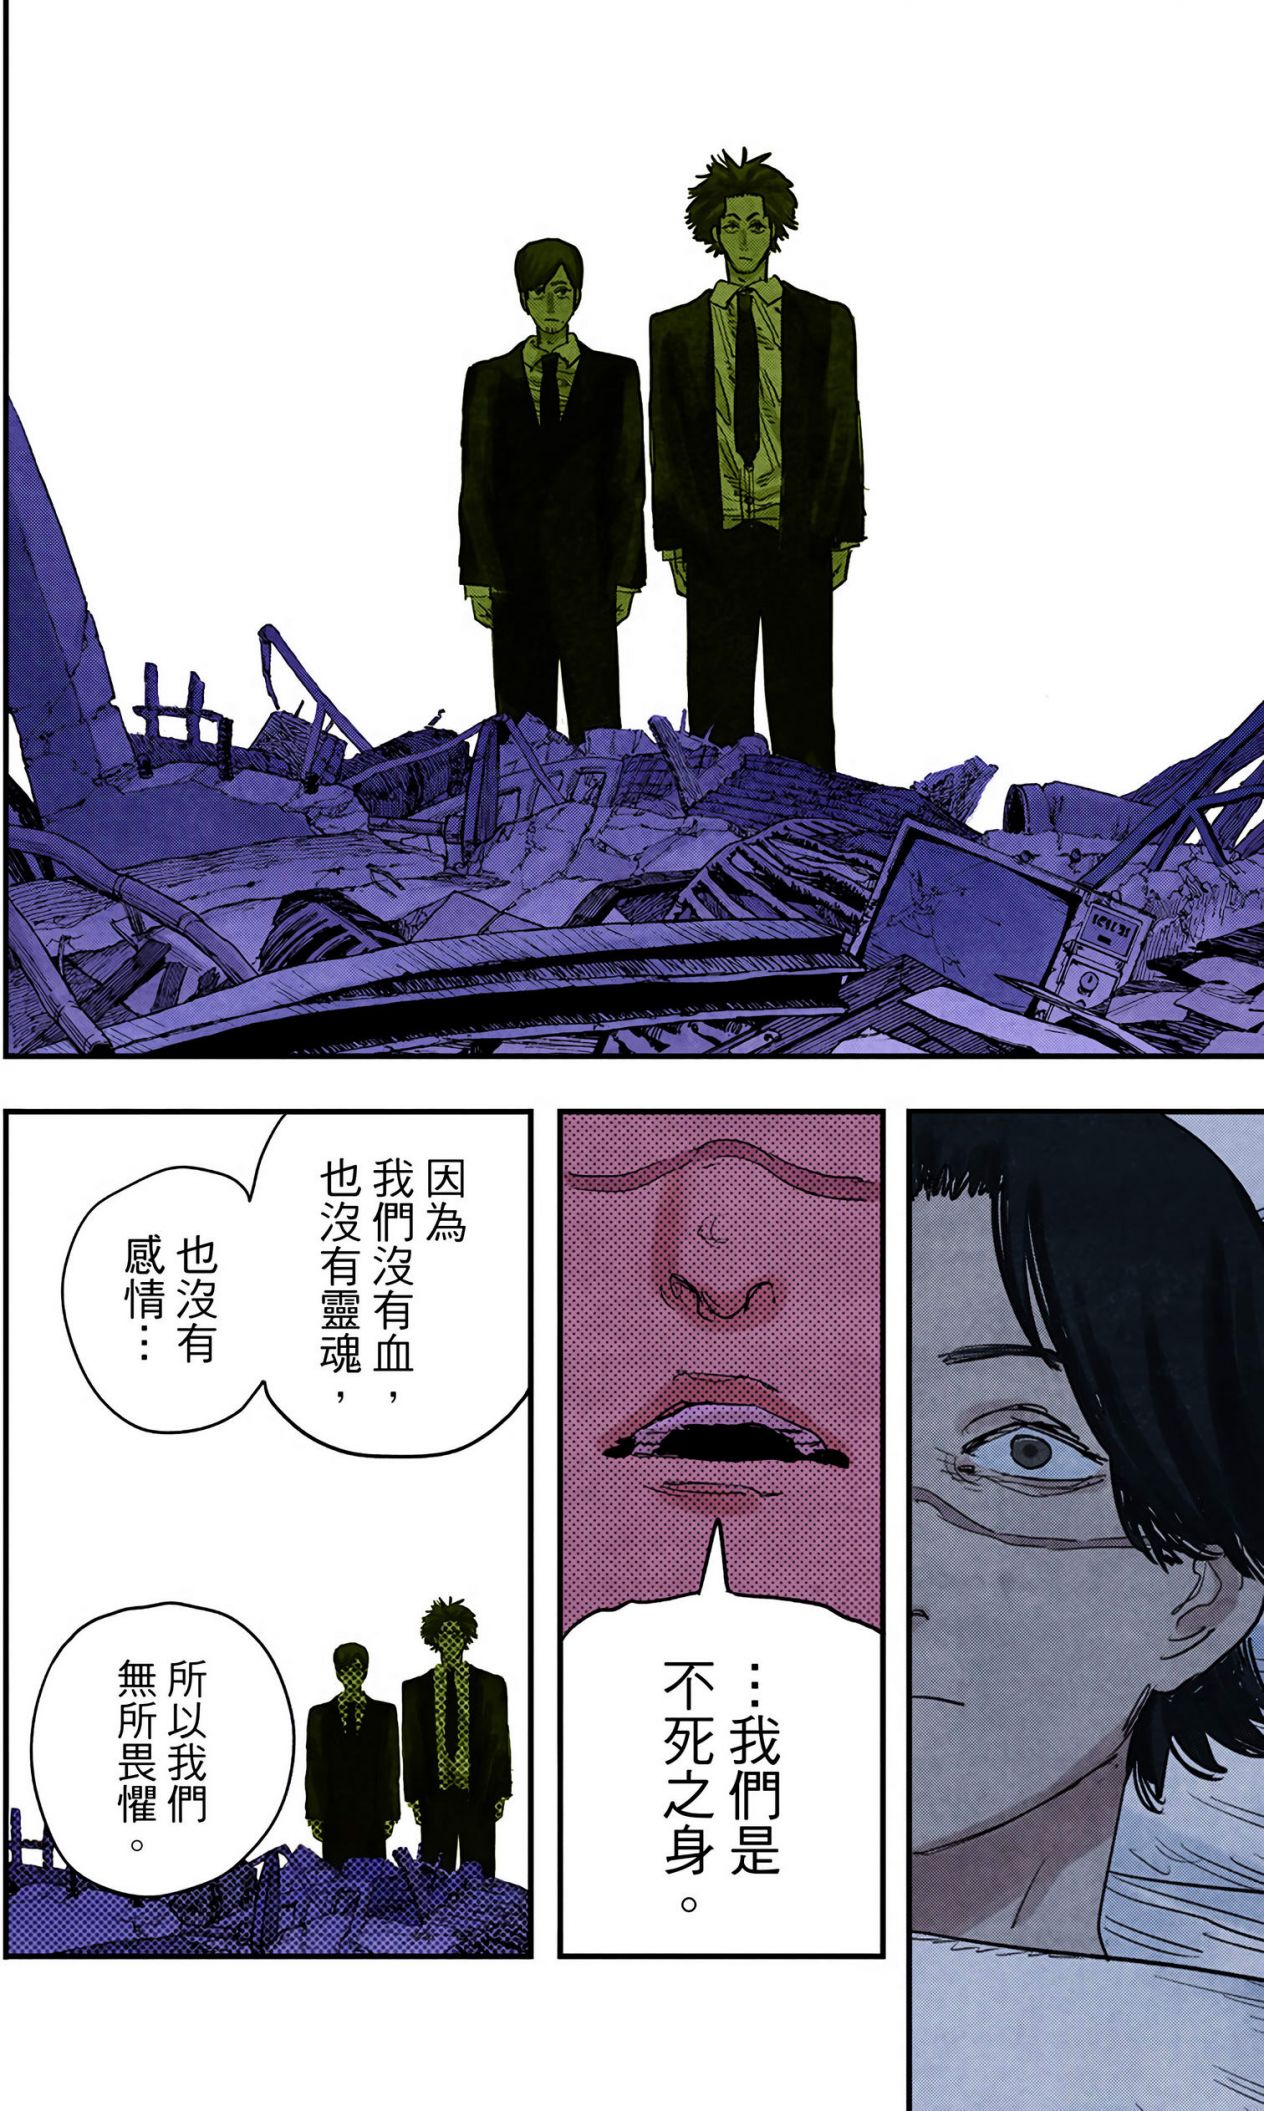 …我們是
不死之身。
因為
我們沒有血，
也沒有靈魂，
也沒有
感情…
所以我們
無所畏懼。